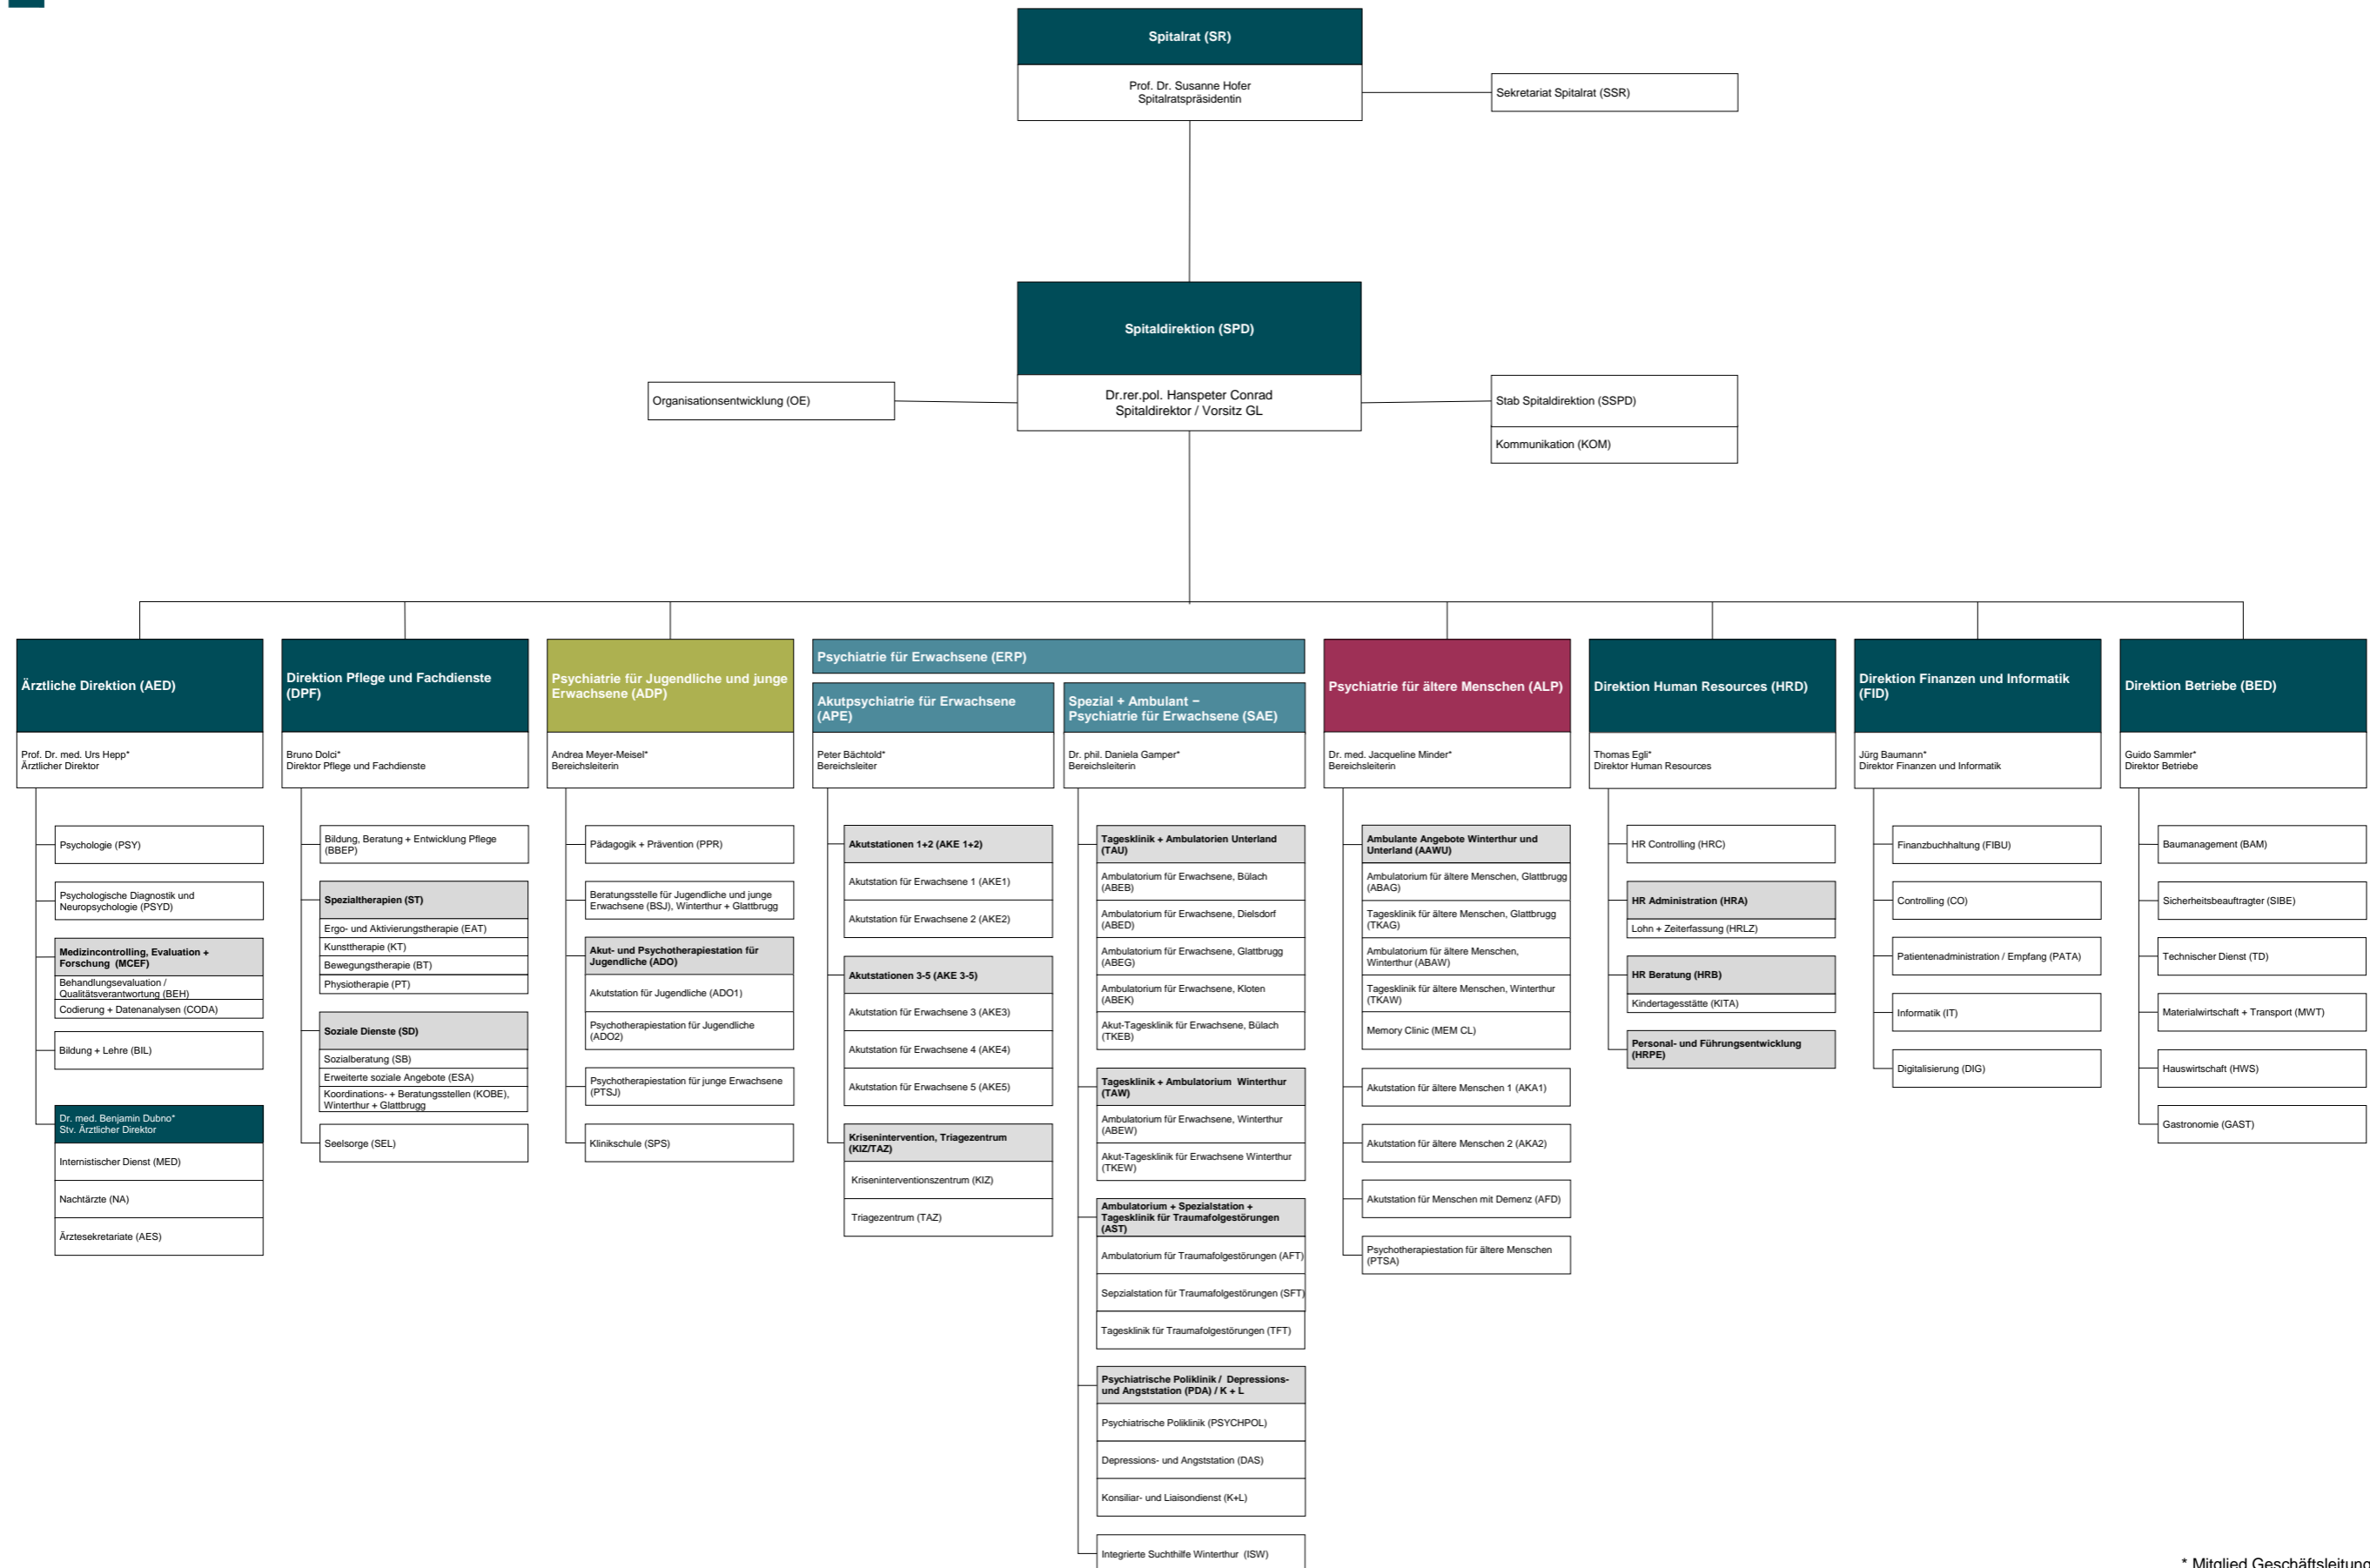 Spitalrat (SR)
Prof. Dr. Susanne Hofer
Spitalratspräsidentin
Sekretariat Spitalrat (SSR)
Spitaldirektion (SPD)
Dr.rer.pol. Hanspeter Conrad
Spitaldirektor / Vorsitz GL
Organisationsentwicklung (OE)
Stab Spitaldirektion (SSPD)
Kommunikation (KOM)
Ärztliche Direktion (AED)
Prof. Dr. med. Urs Hepp*
Ärztlicher Direktor
Psychologie (PSY)
Psychologische Diagnostik und
Neuropsychologie (PSYD)
Medizincontrolling, Evaluation +
Forschung (MCEF)
Behandlungsevaluation /
Qualitätsverantwortung (BEH)
Codierung + Datenanalysen (CODA)
Bildung + Lehre (BIL)
Dr. med. Benjamin Dubno*
Stv. Ärztlicher Direktor
Internistischer Dienst (MED)
Nachtärzte (NA)
Ärztesekretariate (AES)
Direktion Pflege und Fachdienste
(DPF)
Bruno Dolci*
Direktor Pflege und Fachdienste
Bildung, Beratung + Entwicklung Pflege
(BBEP)
Spezialtherapien (ST)
Ergo- und Aktivierungstherapie (EAT)
Kunsttherapie (KT)
Bewegungstherapie (BT)
Physiotherapie (PT)
Soziale Dienste (SD)
Sozialberatung (SB)
Erweiterte soziale Angebote (ESA)
Koordinations- + Beratungsstellen (KOBE),
Winterthur + Glattbrugg
Seelsorge (SEL)
Psychiatrie für Jugendliche und junge
Erwachsene (ADP)
Andrea Meyer-Meisel*
Bereichsleiterin
Pädagogik + Prävention (PPR)
Beratungsstelle für Jugendliche und junge
Erwachsene (BSJ), Winterthur + Glattbrugg
Akut- und Psychotherapiestation für
Jugendliche (ADO)
Akutstation für Jugendliche (ADO1)
Psychotherapiestation für Jugendliche
(ADO2)
Psychotherapiestation für junge Erwachsene
(PTSJ)
Klinikschule (SPS)
Psychiatrie für Erwachsene (ERP)
Akutpsychiatrie für Erwachsene
(APE)
Peter Bächtold*
Bereichsleiter
Akutstationen 1+2 (AKE 1+2)
Akutstation für Erwachsene 1 (AKE1)
Akutstation für Erwachsene 2 (AKE2)
Akutstationen 3-5 (AKE 3-5)
Akutstation für Erwachsene 3 (AKE3)
Akutstation für Erwachsene 4 (AKE4)
Akutstation für Erwachsene 5 (AKE5)
Krisenintervention, Triagezentrum
(KIZ/TAZ)
Kriseninterventionszentrum (KIZ)
Triagezentrum (TAZ)
Spezial + Ambulant –
Psychiatrie für Erwachsene (SAE)
Dr. phil. Daniela Gamper*
Bereichsleiterin
Tagesklinik + Ambulatorien Unterland
(TAU)
Ambulatorium für Erwachsene, Bülach
(ABEB)
Ambulatorium für Erwachsene, Dielsdorf
(ABED)
Ambulatorium für Erwachsene, Glattbrugg
(ABEG)
Ambulatorium für Erwachsene, Kloten
(ABEK)
Akut-Tagesklinik für Erwachsene, Bülach
(TKEB)
Tagesklinik + Ambulatorium Winterthur
(TAW)
Ambulatorium für Erwachsene, Winterthur
(ABEW)
Akut-Tagesklinik für Erwachsene Winterthur
(TKEW)
Ambulatorium + Spezialstation +
Tagesklinik für Traumafolgestörungen
(AST)
Ambulatorium für Traumafolgestörungen (AFT)
Sepzialstation für Traumafolgestörungen (SFT)
Tagesklinik für Traumafolgestörungen (TFT)
Psychiatrische Poliklinik / Depressions-
und Angststation (PDA) / K + L
Psychiatrische Poliklinik (PSYCHPOL)
Depressions- und Angststation (DAS)
Konsiliar- und Liaisondienst (K+L)
Integrierte Suchthilfe Winterthur (ISW)
Psychiatrie für ältere Menschen (ALP)
Dr. med. Jacqueline Minder*
Bereichsleiterin
Ambulante Angebote Winterthur und
Unterland (AAWU)
Ambulatorium für ältere Menschen, Glattbrugg
(ABAG)
Tagesklinik für ältere Menschen, Glattbrugg
(TKAG)
Ambulatorium für ältere Menschen,
Winterthur (ABAW)
Tagesklinik für ältere Menschen, Winterthur
(TKAW)
Memory Clinic (MEM CL)
Akutstation für ältere Menschen 1 (AKA1)
Akutstation für ältere Menschen 2 (AKA2)
Akutstation für Menschen mit Demenz (AFD)
Psychotherapiestation für ältere Menschen
(PTSA)
Direktion Human Resources (HRD)
Thomas Egli*
Direktor Human Resources
HR Controlling (HRC)
HR Administration (HRA)
Lohn + Zeiterfassung (HRLZ)
HR Beratung (HRB)
Kindertagesstätte (KITA)
Personal- und Führungsentwicklung
(HRPE)
Direktion Finanzen und Informatik
(FID)
Jürg Baumann*
Direktor Finanzen und Informatik
Finanzbuchhaltung (FIBU)
Controlling (CO)
Patientenadministration / Empfang (PATA)
Informatik (IT)
Digitalisierung (DIG)
Direktion Betriebe (BED)
Guido Sammler*
Direktor Betriebe
Baumanagement (BAM)
Sicherheitsbeauftragter (SIBE)
Technischer Dienst (TD)
Materialwirtschaft + Transport (MWT)
Hauswirtschaft (HWS)
Gastronomie (GAST)
* Mitglied Geschäftsleitung